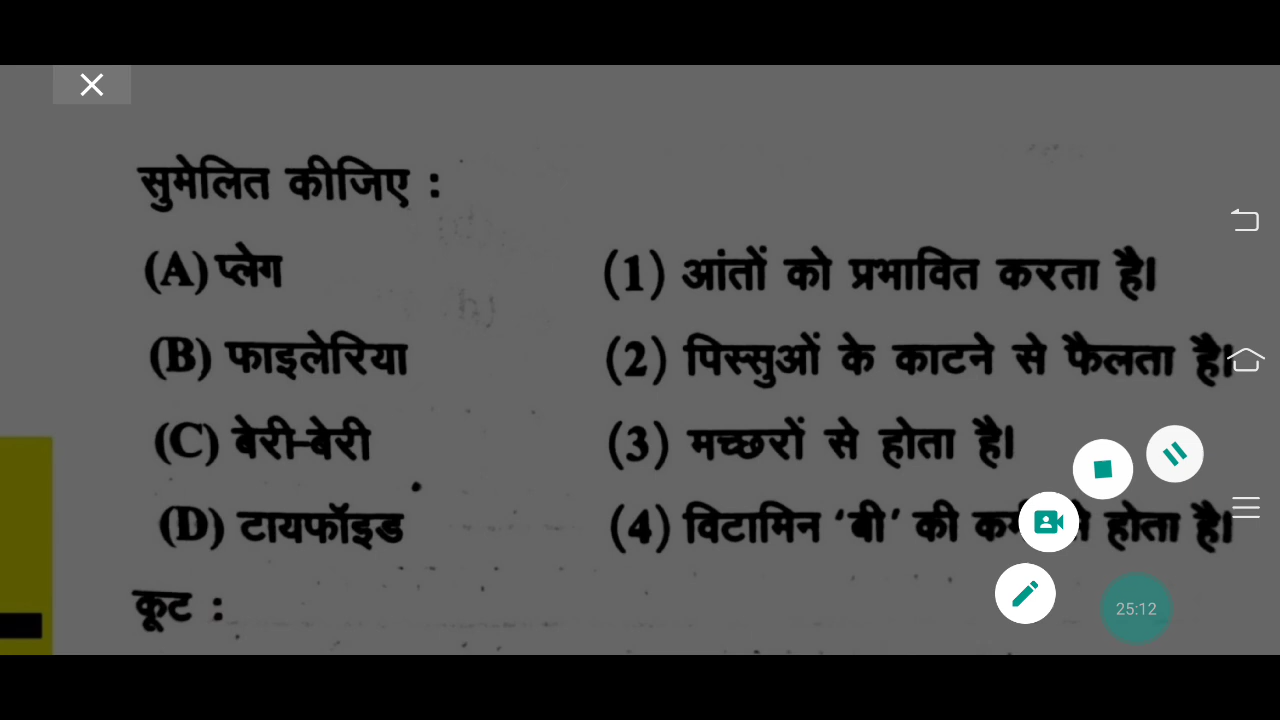 सुमेलित कीजिए :
(A) प्लेग (1) आंतों को प्रभावित करता है।
(B) फाइलेरिया (2) पिस्सुओं के काटने से फैलता है।
(C) बेरी-बेरी (3) मच्छरों से होता है।
(D) टायफॉइड (4) विटामिन ‘बी’ की होता है।
कूट :
25:12